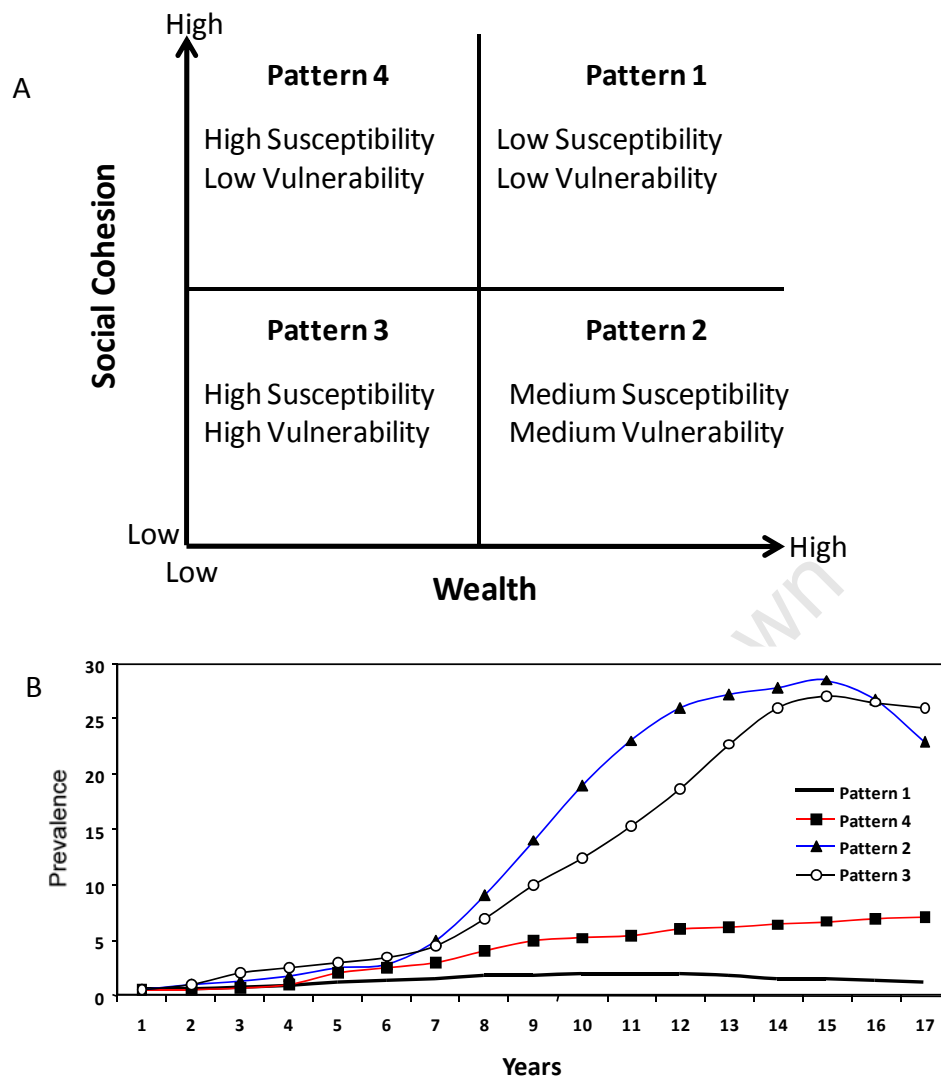 A
High
Social Cohesion
Pattern 4
High Susceptibility
Low Vulnerability
Pattern 1
Low Susceptibility
Low Vulnerability
Pattern 3
High Susceptibility
High Vulnerability
Pattern 2
Medium Susceptibility
Medium Vulnerability
Low
Low
High
Wealth
wn
B
Prevalence
30
25
20
15
10
5
0
Pattern 1
Pattern 4
Pattern 2
Pattern 3
1 2 3 4 5 6 7 8 9 10 11 12 13 14 15 16 17
Years